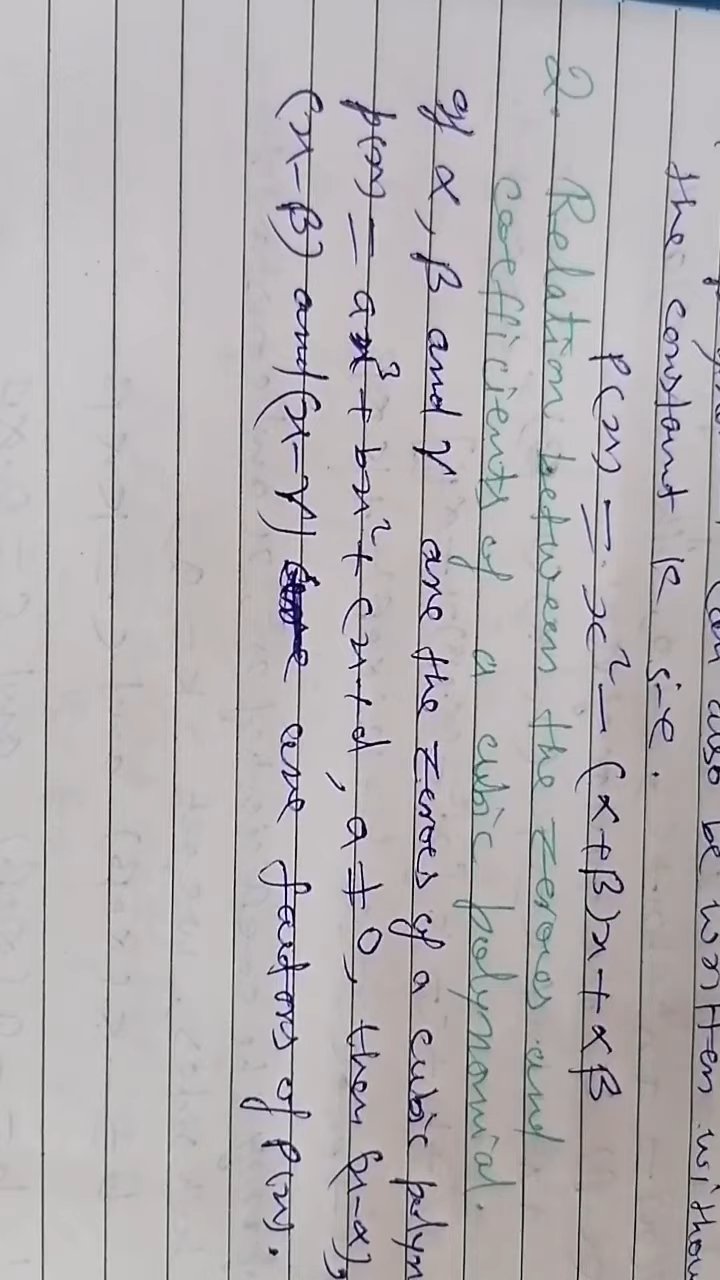 can also be written withou
the constant k i-e.
P(x) = x² - (α+β)x + αβ
2. Relation between the zeroes and
coefficients of a cubic polynomial.
If α, β and γ are the zeroes of a cubic polyn
p(x) = ax³ + bx² + cx + d, a ≠ 0, then (x-α),
(x-β) and (x-γ) are factors of P(x).